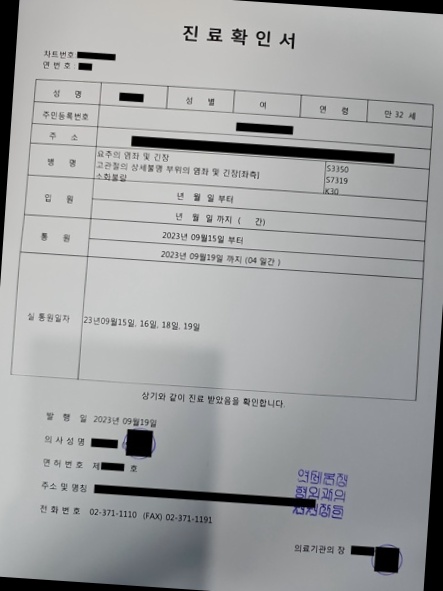 진료확인서
차트번호
연번호 :
성 명 성 별 여 연 령 만 32 세
주민등록번호
주 소
병 명 요추의 염좌 및 긴장 S3350
고관절의 상세불명 부위의 염좌 및 긴장[좌측] S7319
소화불량 K30
입 원 년 월 일 부터
년 월 일 까지 ( 간)
통 원 2023년 09월15일 부터
2023년 09월19일 까지 (04 일간 )
실 통원일자 23년09월15일, 16일, 18일, 19일
상기와 같이 진료 받았음을 확인합니다.
발 행 일 2023년 09월19일
의 사 성 명
면 허 번 호 제 호
주소 및 명칭
전 화 번 호 02-371-1110 (FAX) 02-371-1191
의료기관의 장